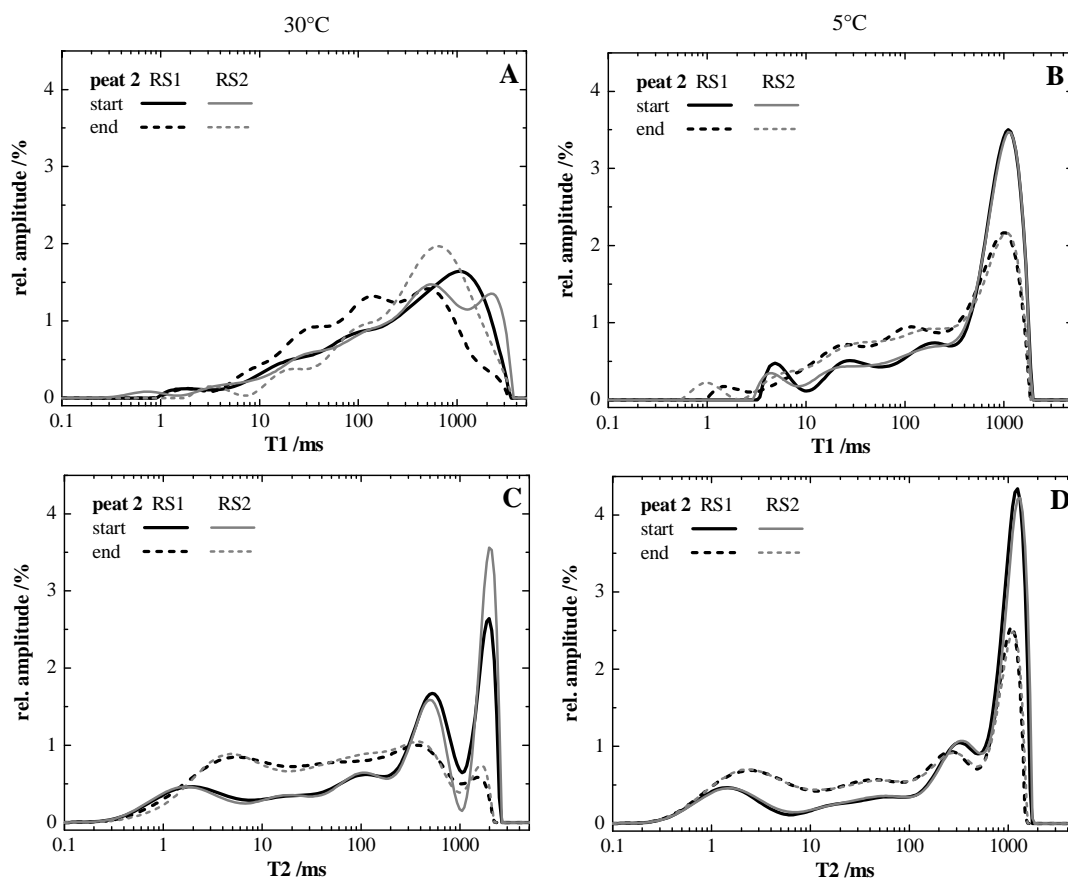 30°C
5°C
A
peat 2 RS1 RS2
start
end
4
3
2
1
0
rel. amplitude /%
0.1 1 10 100 1000
T1 /ms
B
peat 2 RS1 RS2
start
end
4
3
2
1
0
rel. amplitude /%
0.1 1 10 100 1000
T1 /ms
C
peat 2 RS1 RS2
start
end
4
3
2
1
0
rel. amplitude /%
0.1 1 10 100 1000
T2 /ms
D
peat 2 RS1 RS2
start
end
4
3
2
1
0
rel. amplitude /%
0.1 1 10 100 1000
T2 /ms